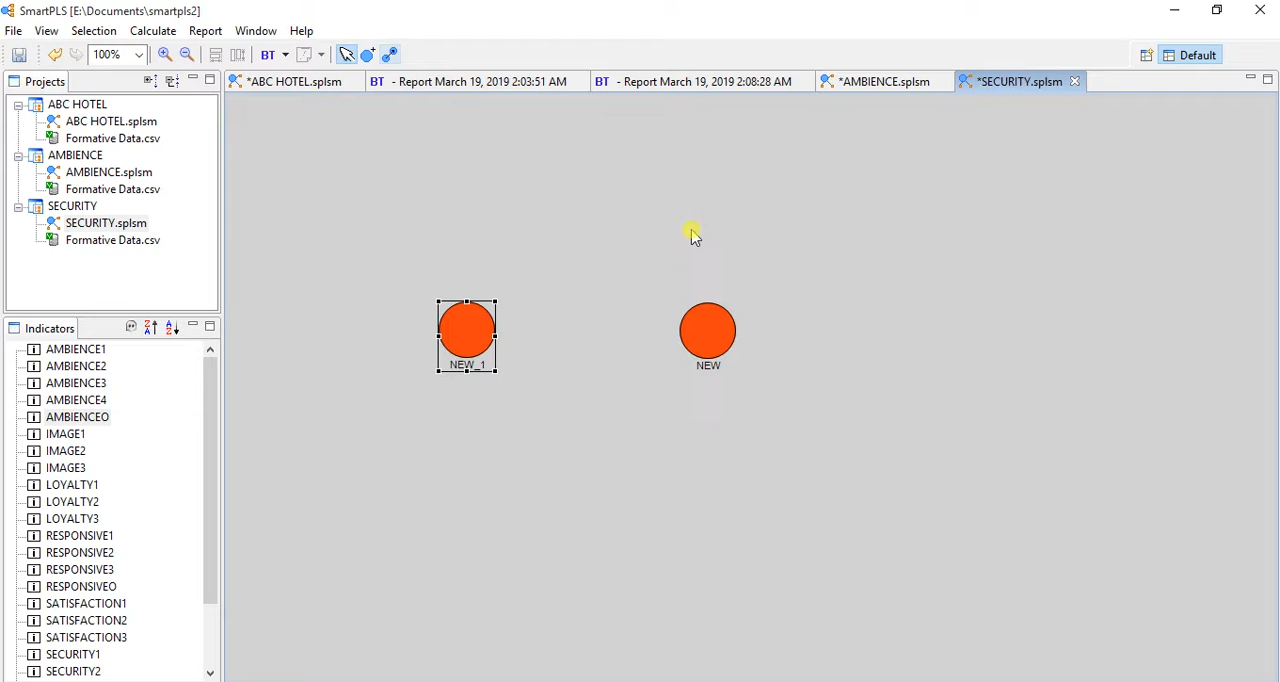 SmartPLS [E:\Documents\smartpls2]
File View Selection Calculate Report Window Help
100% BT Default
Projects
*ABC HOTEL.splsm BT - Report March 19, 2019 2:03:51 AM BT - Report March 19, 2019 2:08:28 AM *AMBIENCE.splsm *SECURITY.splsm
ABC HOTEL
ABC HOTEL.splsm
Formative Data.csv
AMBIENCE
AMBIENCE.splsm
Formative Data.csv
SECURITY
SECURITY.splsm
Formative Data.csv
Indicators
AMBIENCE1
AMBIENCE2
AMBIENCE3
AMBIENCE4
AMBIENCEO
IMAGE1
IMAGE2
IMAGE3
LOYALTY1
LOYALTY2
LOYALTY3
RESPONSIVE1
RESPONSIVE2
RESPONSIVE3
RESPONSIVEO
SATISFACTION1
SATISFACTION2
SATISFACTION3
SECURITY1
SECURITY2
NEW_1
NEW